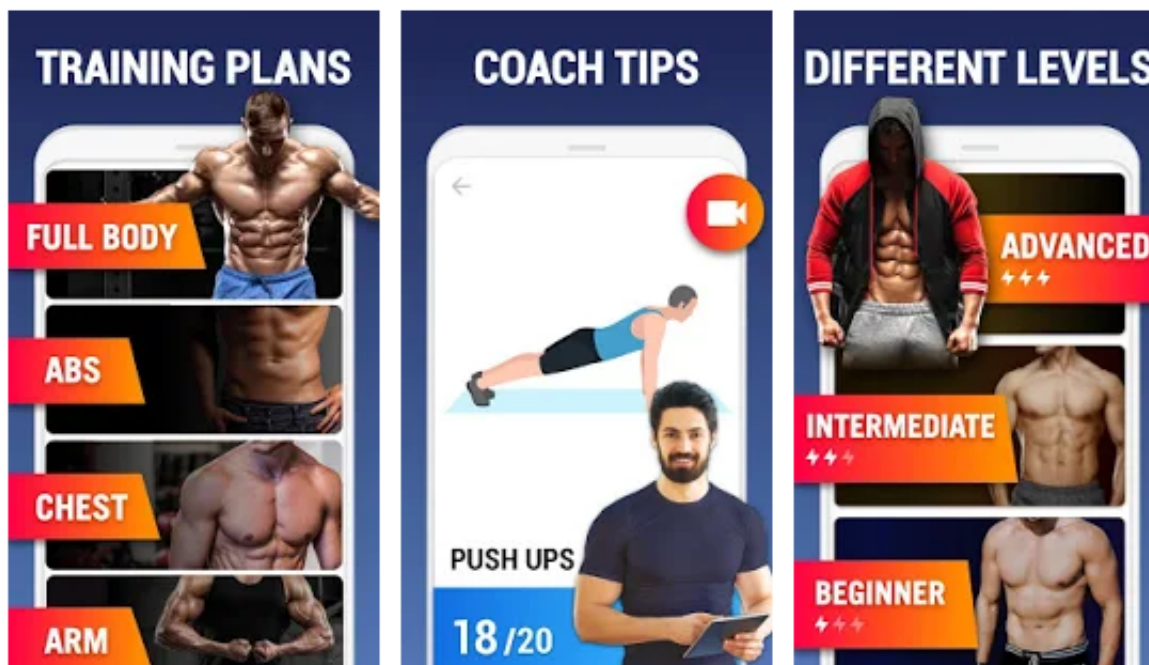 TRAINING PLANS
FULL BODY
ABS
CHEST
ARM
COACH TIPS
PUSH UPS
18/20
DIFFERENT LEVELS
ADVANCED
INTERMEDIATE
BEGINNER